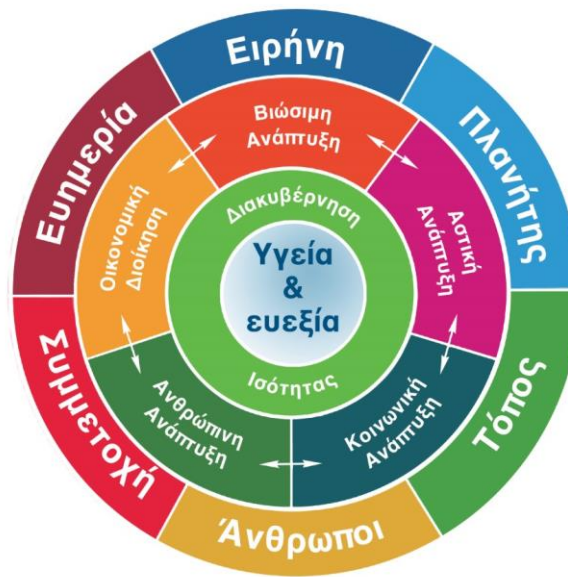 Ειρήνη
Πλανήτης
Τόπος
Άνθρωποι
Συμμετοχή
Ευημερία
Βιώσιμη
Ανάπτυξη
Αστική
Ανάπτυξη
Κοινωνική
Ανάπτυξη
Ανθρώπινη
Ανάπτυξη
Οικονομική
Διοίκηση
Διακυβέρνηση
Ισότητας
Υγεία
&
ευεξία